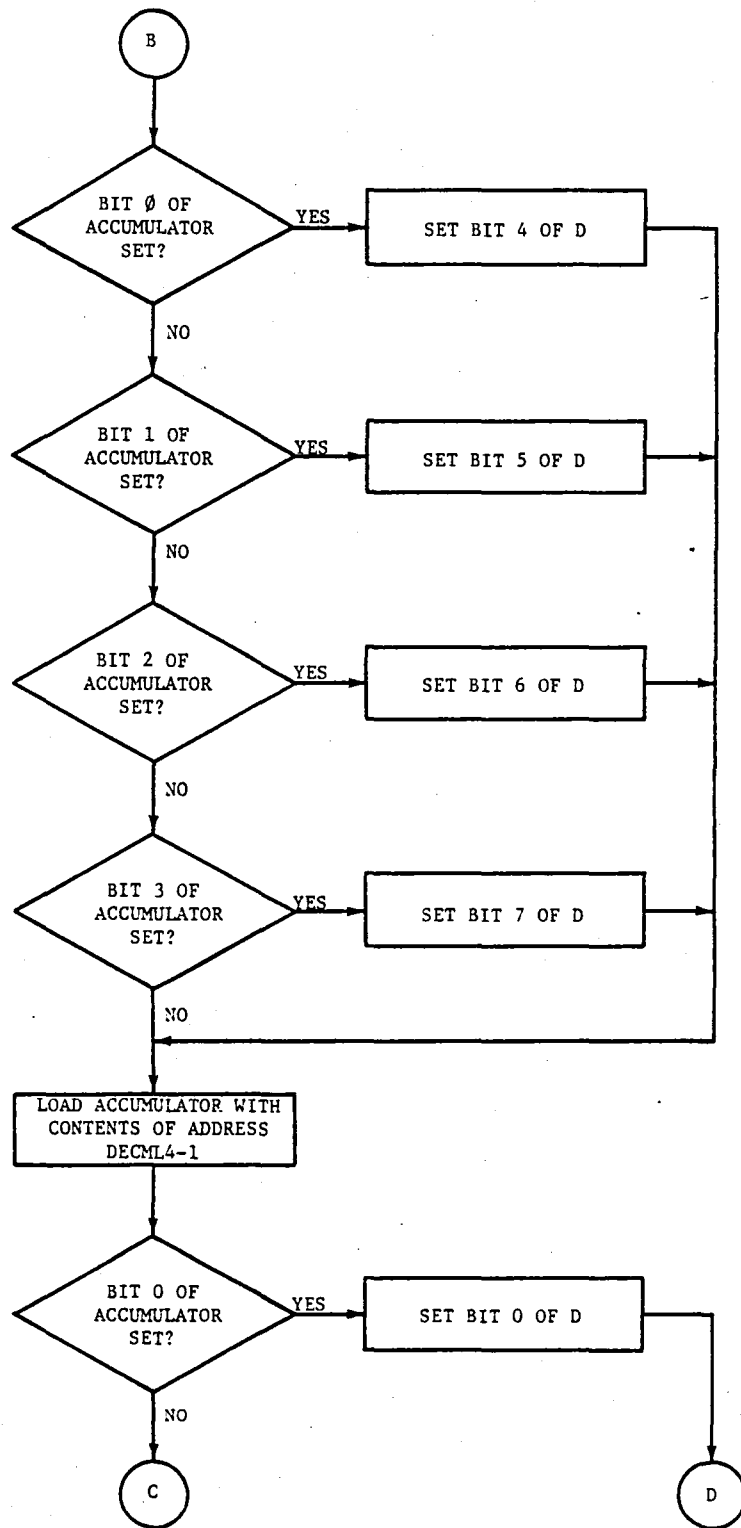 B
BIT Ø OF
ACCUMULATOR
SET?
YES
SET BIT 4 OF D
NO
BIT 1 OF
ACCUMULATOR
SET?
YES
SET BIT 5 OF D
NO
BIT 2 OF
ACCUMULATOR
SET?
YES
SET BIT 6 OF D
NO
BIT 3 OF
ACCUMULATOR
SET?
YES
SET BIT 7 OF D
NO
LOAD ACCUMULATOR WITH
CONTENTS OF ADDRESS
DECML4-1
BIT O OF
ACCUMULATOR
SET?
YES
SET BIT O OF D
NO
C
D